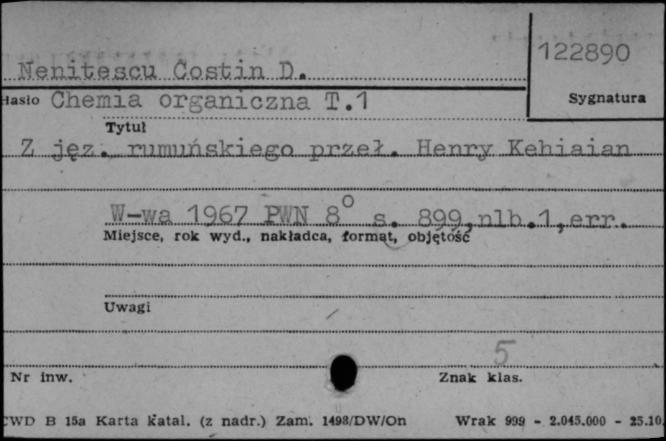 122890
Nenitescu Costin D.
Hasło Chemia organiczna T.1
Sygnatura
Tytuł
Z jęz. rumuńskiego przeł. Henry Kehiaian
W-wa 1967 PWN 8° s. 899,nlb.1,err.
Miejsce, rok wyd., nakładca, format, objętość
Uwagi
5
Nr inw.
Znak klas.
CWD B 15a Karta katal. (z nadr.) Zam. 1498/DW/On Wrak 999 - 2.045.000 - 25.10